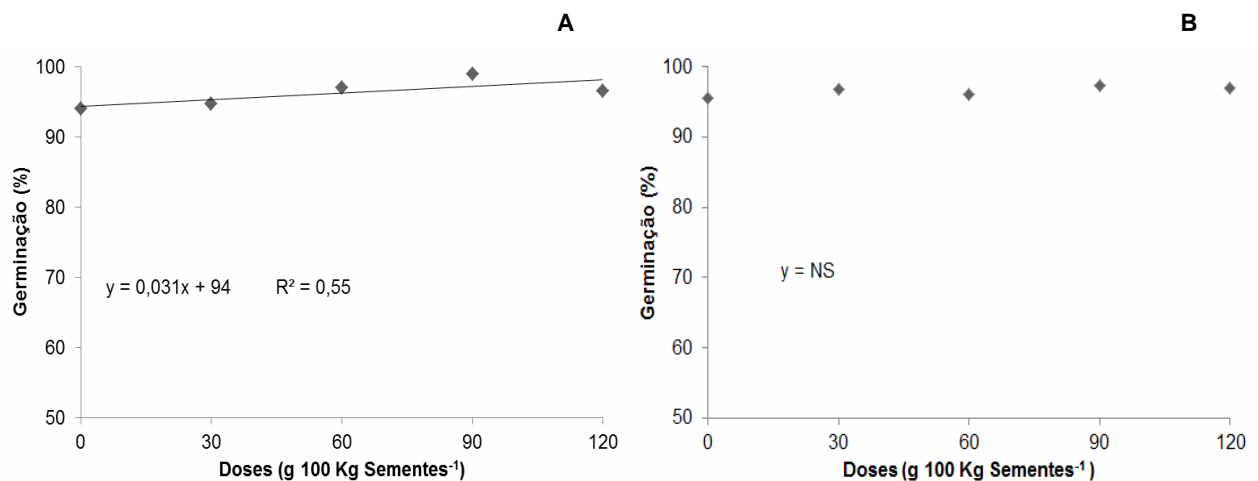 A
100
90
80
70
60
50
Germinação (%)
y = 0,031x + 94 R² = 0,55
0 30 60 90 120
Doses (g 100 Kg Sementes⁻¹)
B
100
90
80
70
60
50
Germinação (%)
y = NS
0 30 60 90 120
Doses (g 100 Kg Sementes⁻¹ )